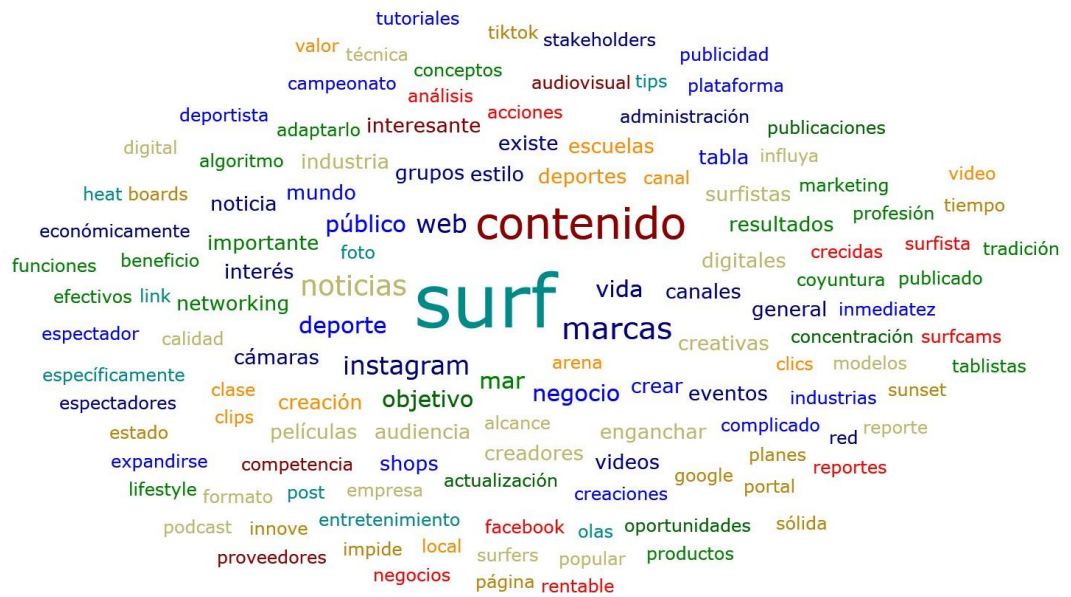 tutoriales
tiktok
stakeholders
valor
técnica
publicidad
conceptos
campeonato
audiovisual
tips
plataforma
análisis
deportista
acciones
administración
adaptarlo
interesante
publicaciones
digital
existe
escuelas
algoritmo
industria
tabla
influya
grupos
estilo
deportes
canal
video
heat
boards
mundo
surfistas
marketing
noticia
tiempo
público
web
contenido
resultados
profesión
económicamente
importante
foto
crecidas
surfista
tradición
funciones
beneficio
interés
digitales
coyuntura
publicado
efectivos
link
networking
noticias
surf
vida
canales
general
inmediatez
espectador
calidad
deporte
marcas
creativas
concentración
surfcams
cámaras
instagram
arena
clics
modelos
tablistas
específicamente
clase
mar
negocio
crear
eventos
industrias
sunset
espectadores
clips
creación
objetivo
estado
películas
audiencia
alcance
enganchar
complicado
red
reporte
expandirse
competencia
shops
creadores
videos
planes
google
reportes
lifestyle
formato
post
empresa
actualización
creaciones
portal
podcast
innove
entretenimiento
facebook
olas
oportunidades
sólida
proveedores
impide
local
surfers
popular
productos
negocios
página
rentable